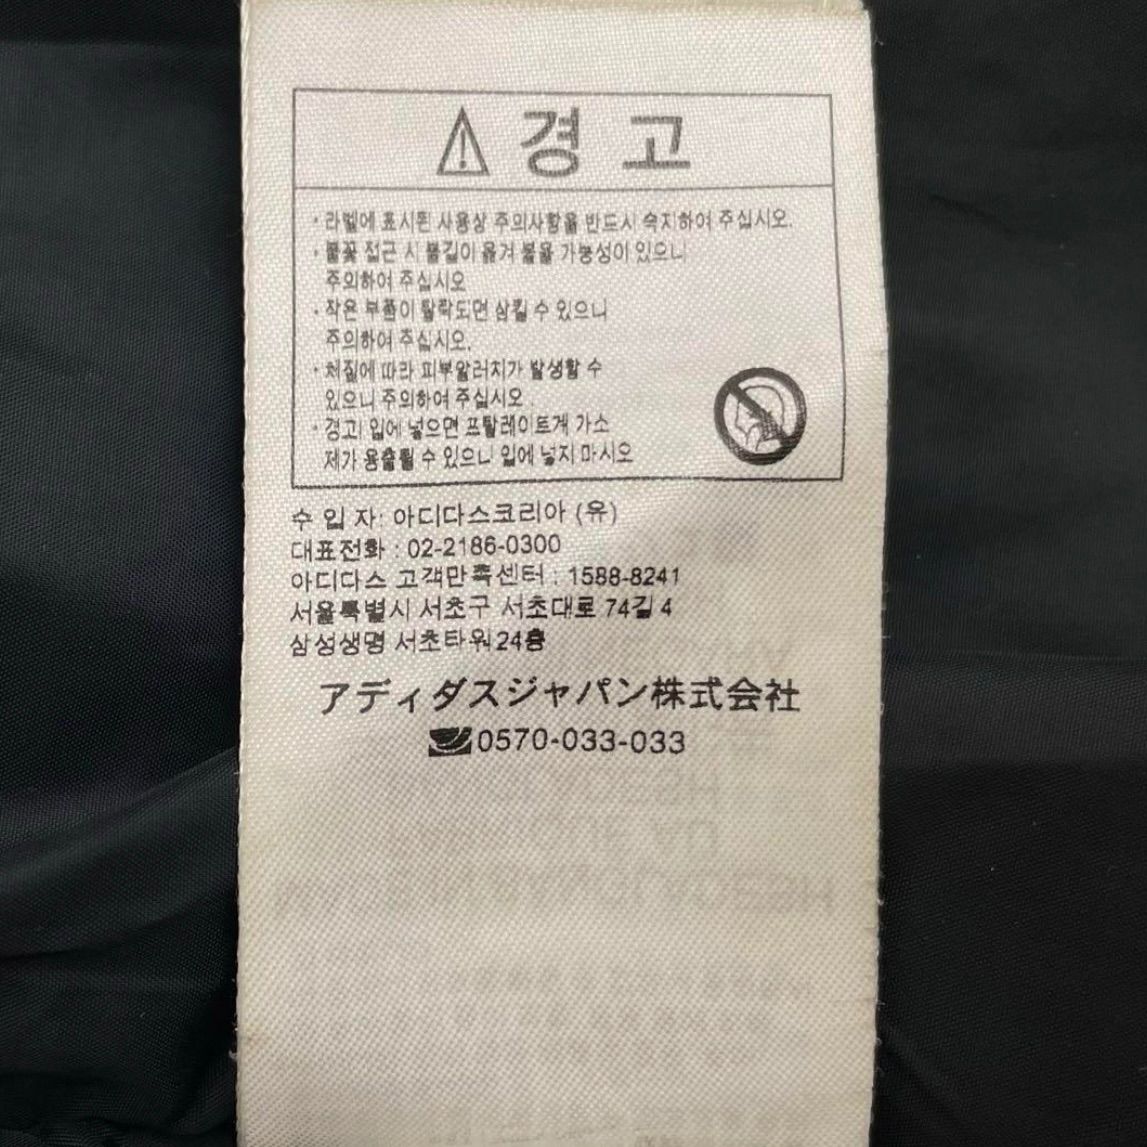 경 고
· 라벨에 표시된 사용상 주의사항을 반드시 숙지하여 주십시오.
· 불꽃 접근 시 불길이 옮겨 붙을 가능성이 있으니
주의하여 주십시오
· 작은 부품이 탈락되면 삼킬 수 있으니
주의하여 주십시오.
· 체질에 따라 피부알러지가 발생할 수
있으니 주의하여 주십시오.
· 경고! 입에 넣으면 프탈레이트계 가소
제가 용출될 수 있으니 입에 넣지 마시오
수 입 자: 아디다스코리아 (유)
대표전화 : 02-2186-0300
아디다스 고객만족센터 : 1588-8241
서울특별시 서초구 서초대로 74길 4
삼성생명 서초타워24층
アディダスジャパン株式会社
0570-033-033